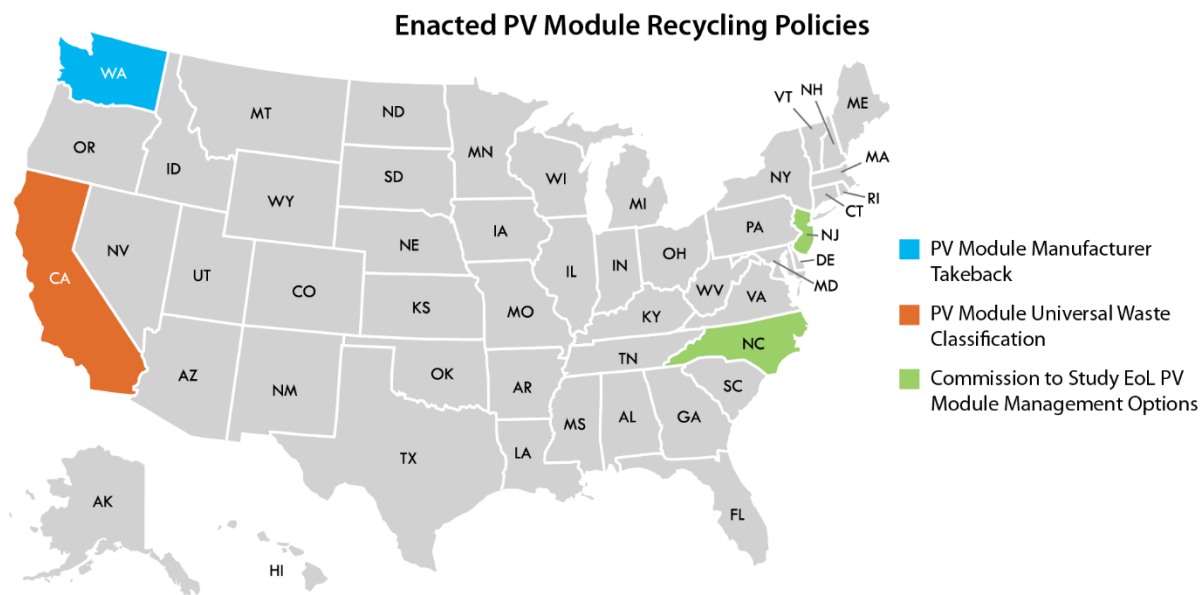 Enacted PV Module Recycling Policies
WA
MT
ND
MN
VT
NH
ME
OR
ID
SD
WI
MI
NY
MA
WY
RI
CT
IA
PA
NJ
NV
NE
OH
DE
MD
CA
UT
CO
IL
IN
WV
VA
KS
MO
KY
NC
AZ
NM
OK
TN
AR
SC
MS
AL
GA
TX
LA
AK
FL
HI
PV Module Manufacturer
Takeback
PV Module Universal Waste
Classification
Commission to Study EoL PV
Module Management Options